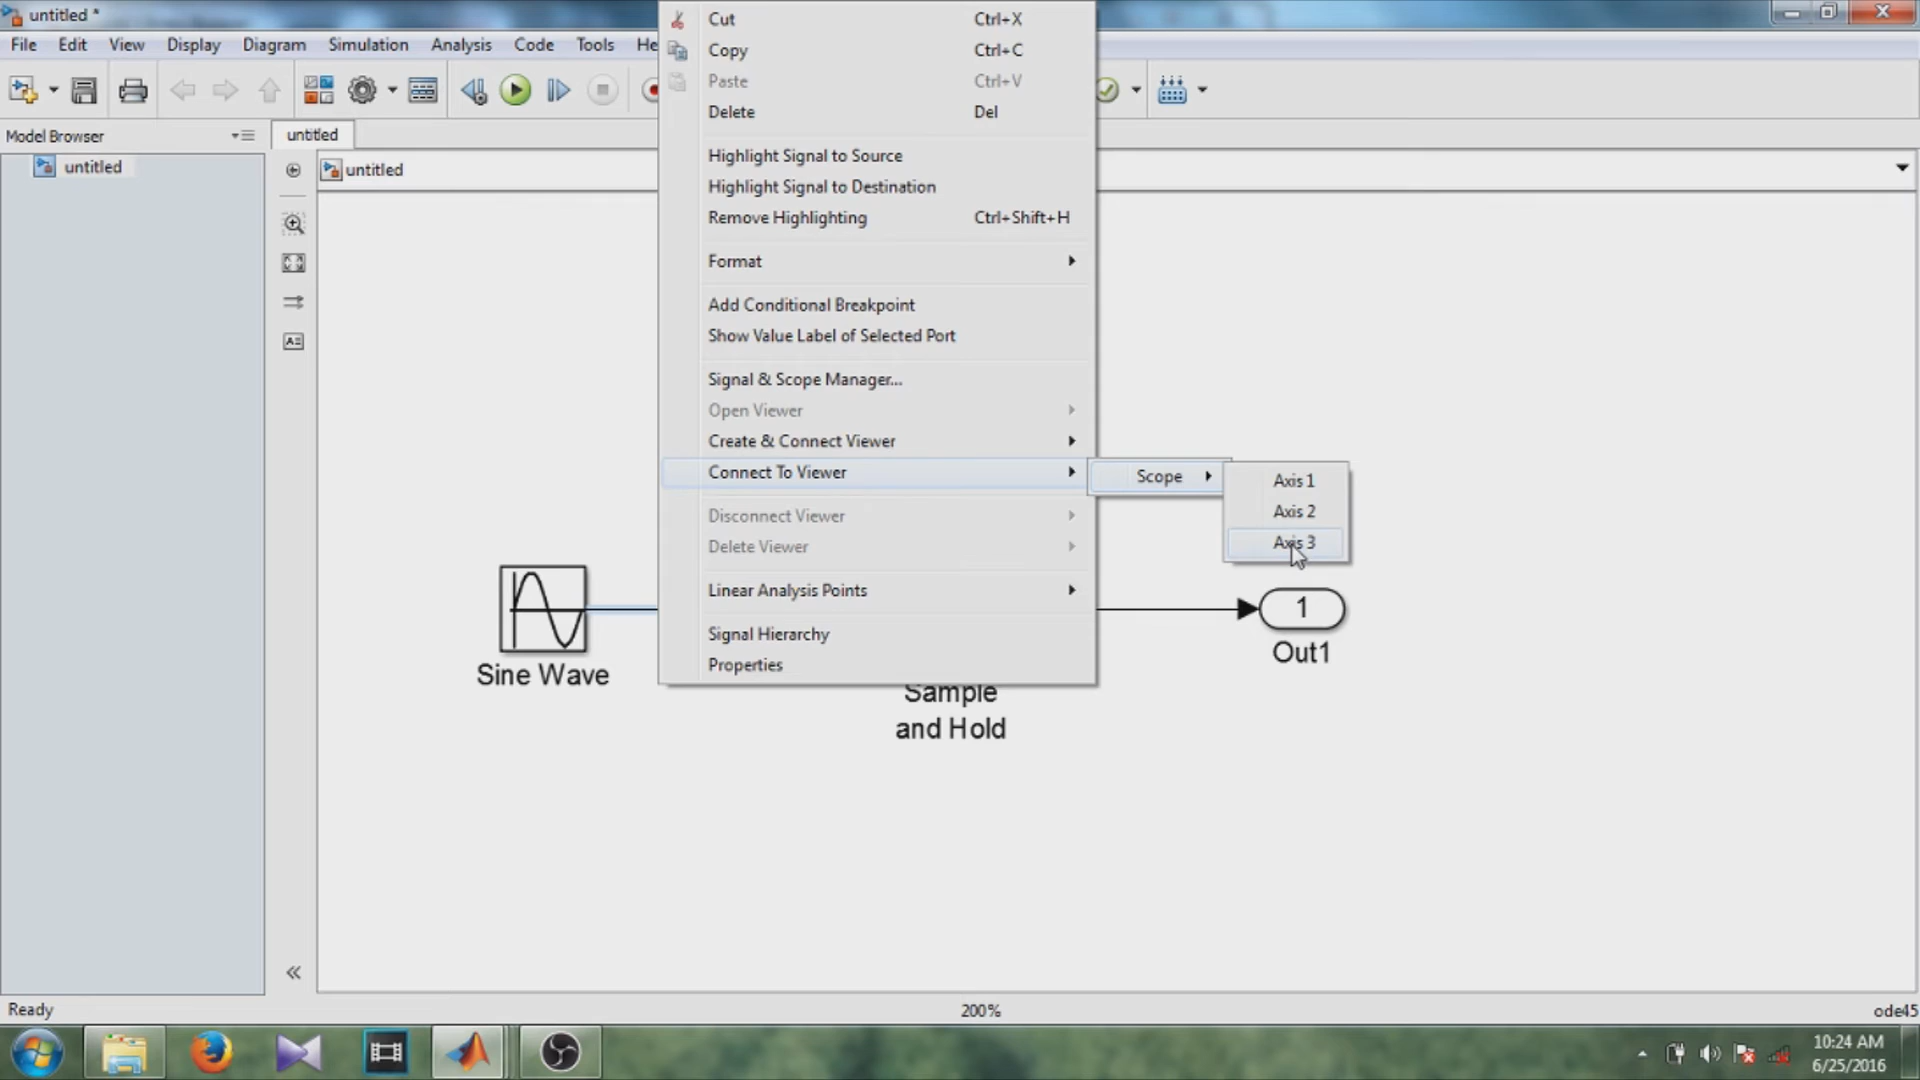 untitled *
File Edit View Display Diagram Simulation Analysis Code Tools He
Model Browser
untitled
untitled
untitled
Cut Ctrl+X
Copy Ctrl+C
Paste Ctrl+V
Delete Del
Highlight Signal to Source
Highlight Signal to Destination
Remove Highlighting Ctrl+Shift+H
Format
Add Conditional Breakpoint
Show Value Label of Selected Port
Signal & Scope Manager...
Open Viewer
Create & Connect Viewer
Connect To Viewer
Disconnect Viewer
Delete Viewer
Linear Analysis Points
Signal Hierarchy
Properties
Scope
Axis 1
Axis 2
Axis 3
Sine Wave
Sample
and Hold
1
Out1
Ready 200% ode45
10:24 AM
6/25/2016